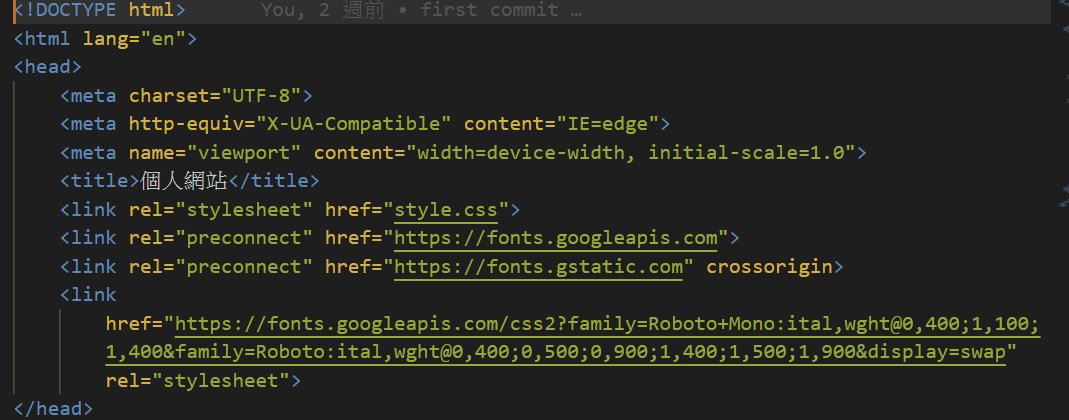 <!DOCTYPE html> You, 2 週前 • first commit …
<html lang="en">
<head>
<meta charset="UTF-8">
<meta http-equiv="X-UA-Compatible" content="IE=edge">
<meta name="viewport" content="width=device-width, initial-scale=1.0">
<title>個人網站</title>
<link rel="stylesheet" href="style.css">
<link rel="preconnect" href="https://fonts.googleapis.com">
<link rel="preconnect" href="https://fonts.gstatic.com" crossorigin>
<link
href="https://fonts.googleapis.com/css2?family=Roboto+Mono:ital,wght@0,400;1,100;
1,400&family=Roboto:ital,wght@0,400;0,500;0,900;1,400;1,500;1,900&display=swap"
rel="stylesheet">
</head>